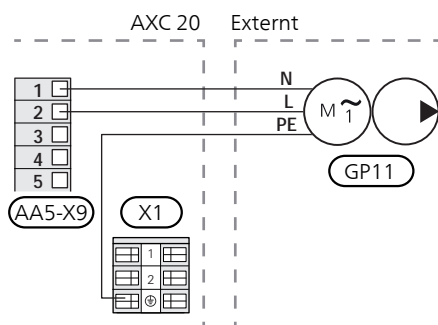 AXC 20 Externt
1 N
2 L
3 PE
4
5
M ~ 1
GP11
AA5-X9 X1
1
2